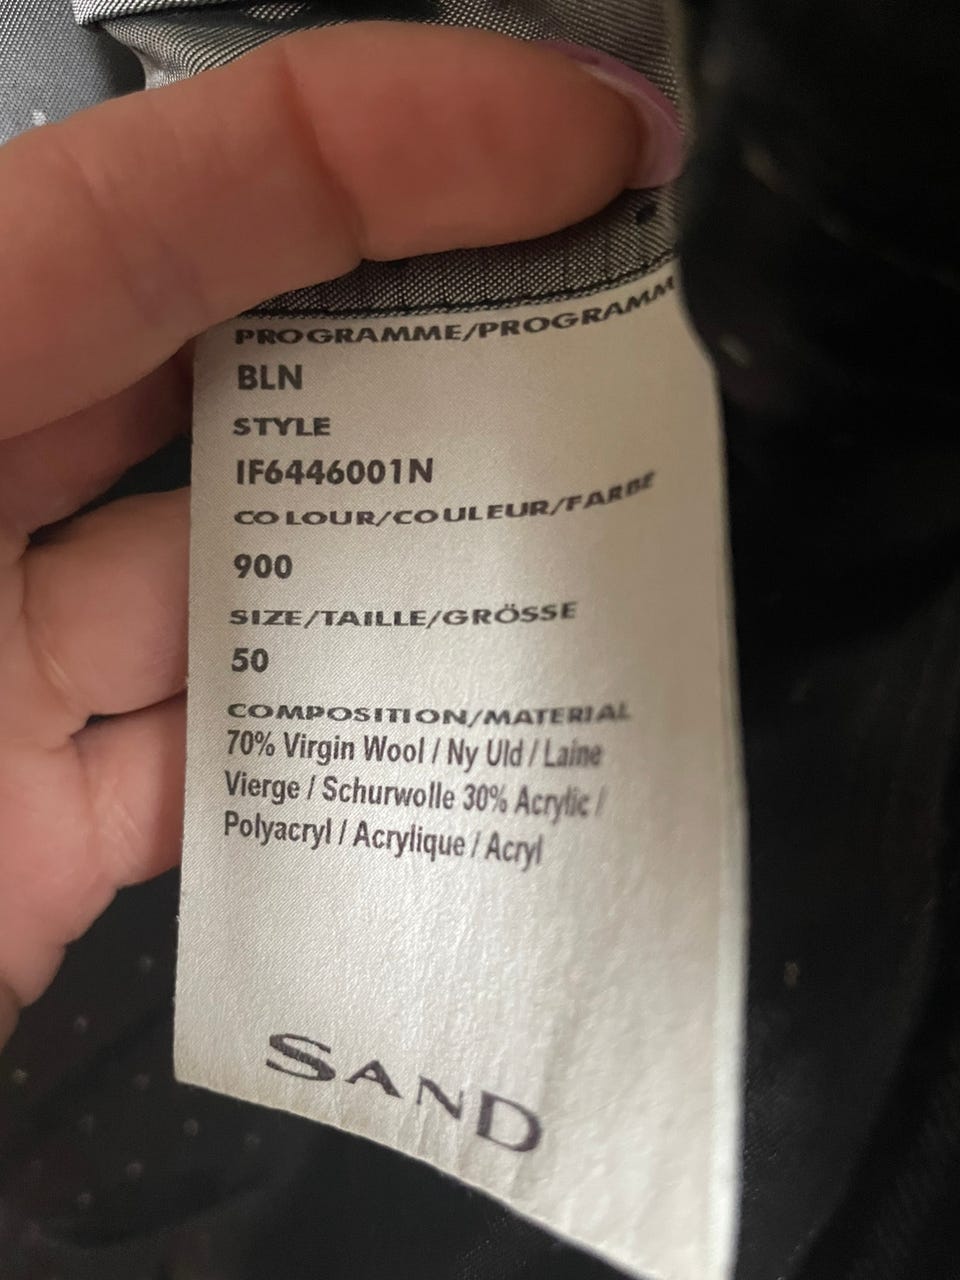 PROGRAMME/PROGRAMM
BLN
STYLE
IF6446001N
COLOUR/COULEUR/FARBE
900
SIZE/TAILLE/GRÖSSE
50
COMPOSITION/MATERIAL
70% Virgin Wool / Ny Uld / Laine
Vierge / Schurwolle 30% Acrylic /
Polyacryl / Acrylique / Acryl
SAND